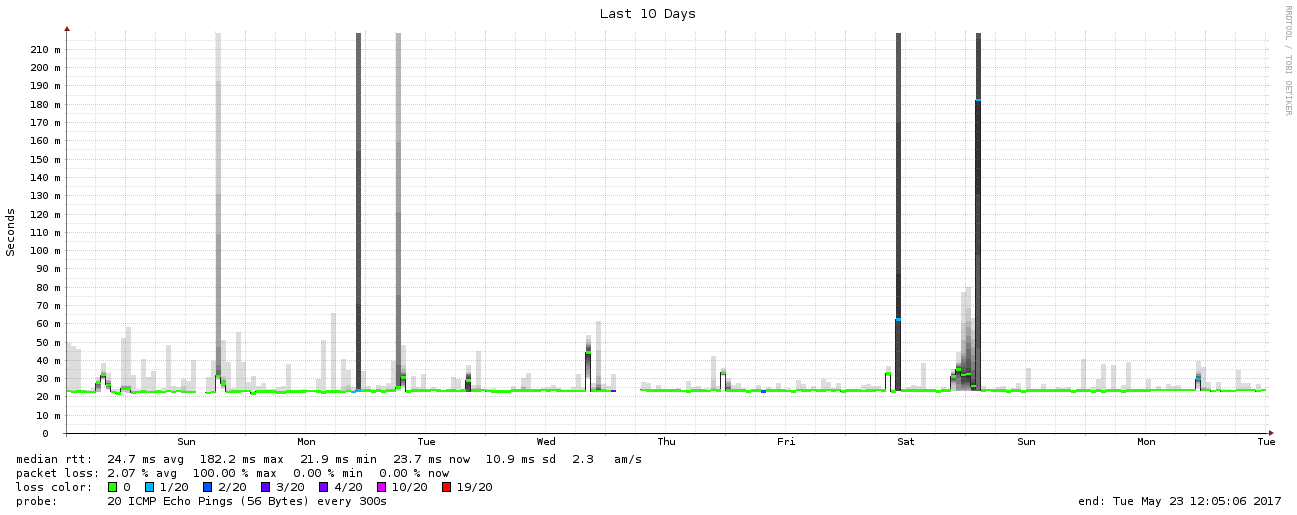 Last 10 Days
RRDTOOL / TOBI OETIKER
Seconds
210 m
200 m
190 m
180 m
170 m
160 m
150 m
140 m
130 m
120 m
110 m
100 m
90 m
80 m
70 m
60 m
50 m
40 m
30 m
20 m
10 m
0
Sun Mon Tue Wed Thu Fri Sat Sun Mon Tue
median rtt: 24.7 ms avg 182.2 ms max 21.9 ms min 23.7 ms now 10.9 ms sd 2.3 am/s
packet loss: 2.07 % avg 100.00 % max 0.00 % min 0.00 % now
loss color: 0 1/20 2/20 3/20 4/20 10/20 19/20
probe: 20 ICMP Echo Pings (56 Bytes) every 300s end: Tue May 23 12:05:06 2017